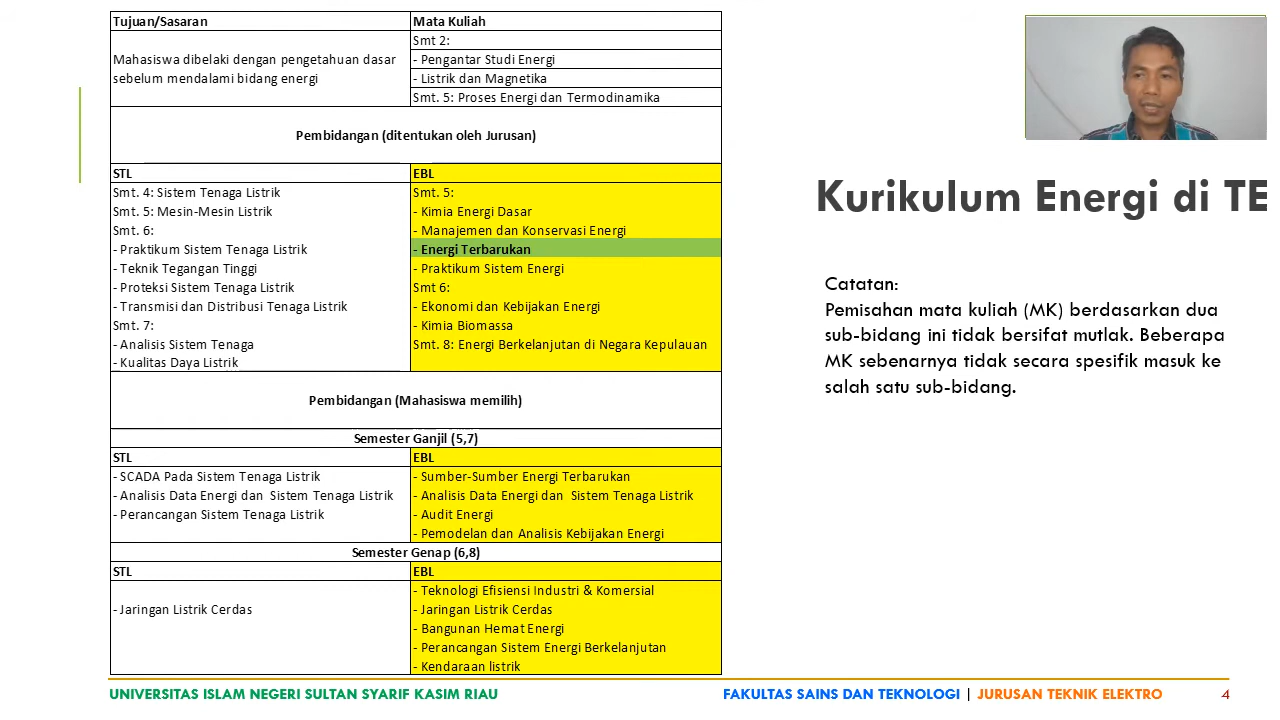 Tujuan/Sasaran
Mata Kuliah
Mahasiswa dibelaki dengan pengetahuan dasar
sebelum mendalami bidang energi
Smt 2:
- Pengantar Studi Energi
- Listrik dan Magnetika
Smt. 5: Proses Energi dan Termodinamika
Pembidangan (ditentukan oleh Jurusan)
STL
Smt. 4: Sistem Tenaga Listrik
Smt. 5: Mesin-Mesin Listrik
Smt. 6:
- Praktikum Sistem Tenaga Listrik
- Teknik Tegangan Tinggi
- Proteksi Sistem Tenaga Listrik
- Transmisi dan Distribusi Tenaga Listrik
Smt. 7:
- Analisis Sistem Tenaga
- Kualitas Daya Listrik
EBL
Smt. 5:
- Kimia Energi Dasar
- Manajemen dan Konservasi Energi
- Energi Terbarukan
- Praktikum Sistem Energi
Smt 6:
- Ekonomi dan Kebijakan Energi
- Kimia Biomassa
Smt. 8: Energi Berkelanjutan di Negara Kepulauan
Pembidangan (Mahasiswa memilih)
Semester Ganjil (5,7)
STL
- SCADA Pada Sistem Tenaga Listrik
- Analisis Data Energi dan Sistem Tenaga Listrik
- Perancangan Sistem Tenaga Listrik
EBL
- Sumber-Sumber Energi Terbarukan
- Analisis Data Energi dan Sistem Tenaga Listrik
- Audit Energi
- Pemodelan dan Analisis Kebijakan Energi
Semester Genap (6,8)
STL
- Jaringan Listrik Cerdas
EBL
- Teknologi Efisiensi Industri & Komersial
- Jaringan Listrik Cerdas
- Bangunan Hemat Energi
- Perancangan Sistem Energi Berkelanjutan
- Kendaraan listrik
Kurikulum Energi di TE
Catatan:
Pemisahan mata kuliah (MK) berdasarkan dua
sub-bidang ini tidak bersifat mutlak. Beberapa
MK sebenarnya tidak secara spesifik masuk ke
salah satu sub-bidang.
UNIVERSITAS ISLAM NEGERI SULTAN SYARIF KASIM RIAU
FAKULTAS SAINS DAN TEKNOLOGI | JURUSAN TEKNIK ELEKTRO
4